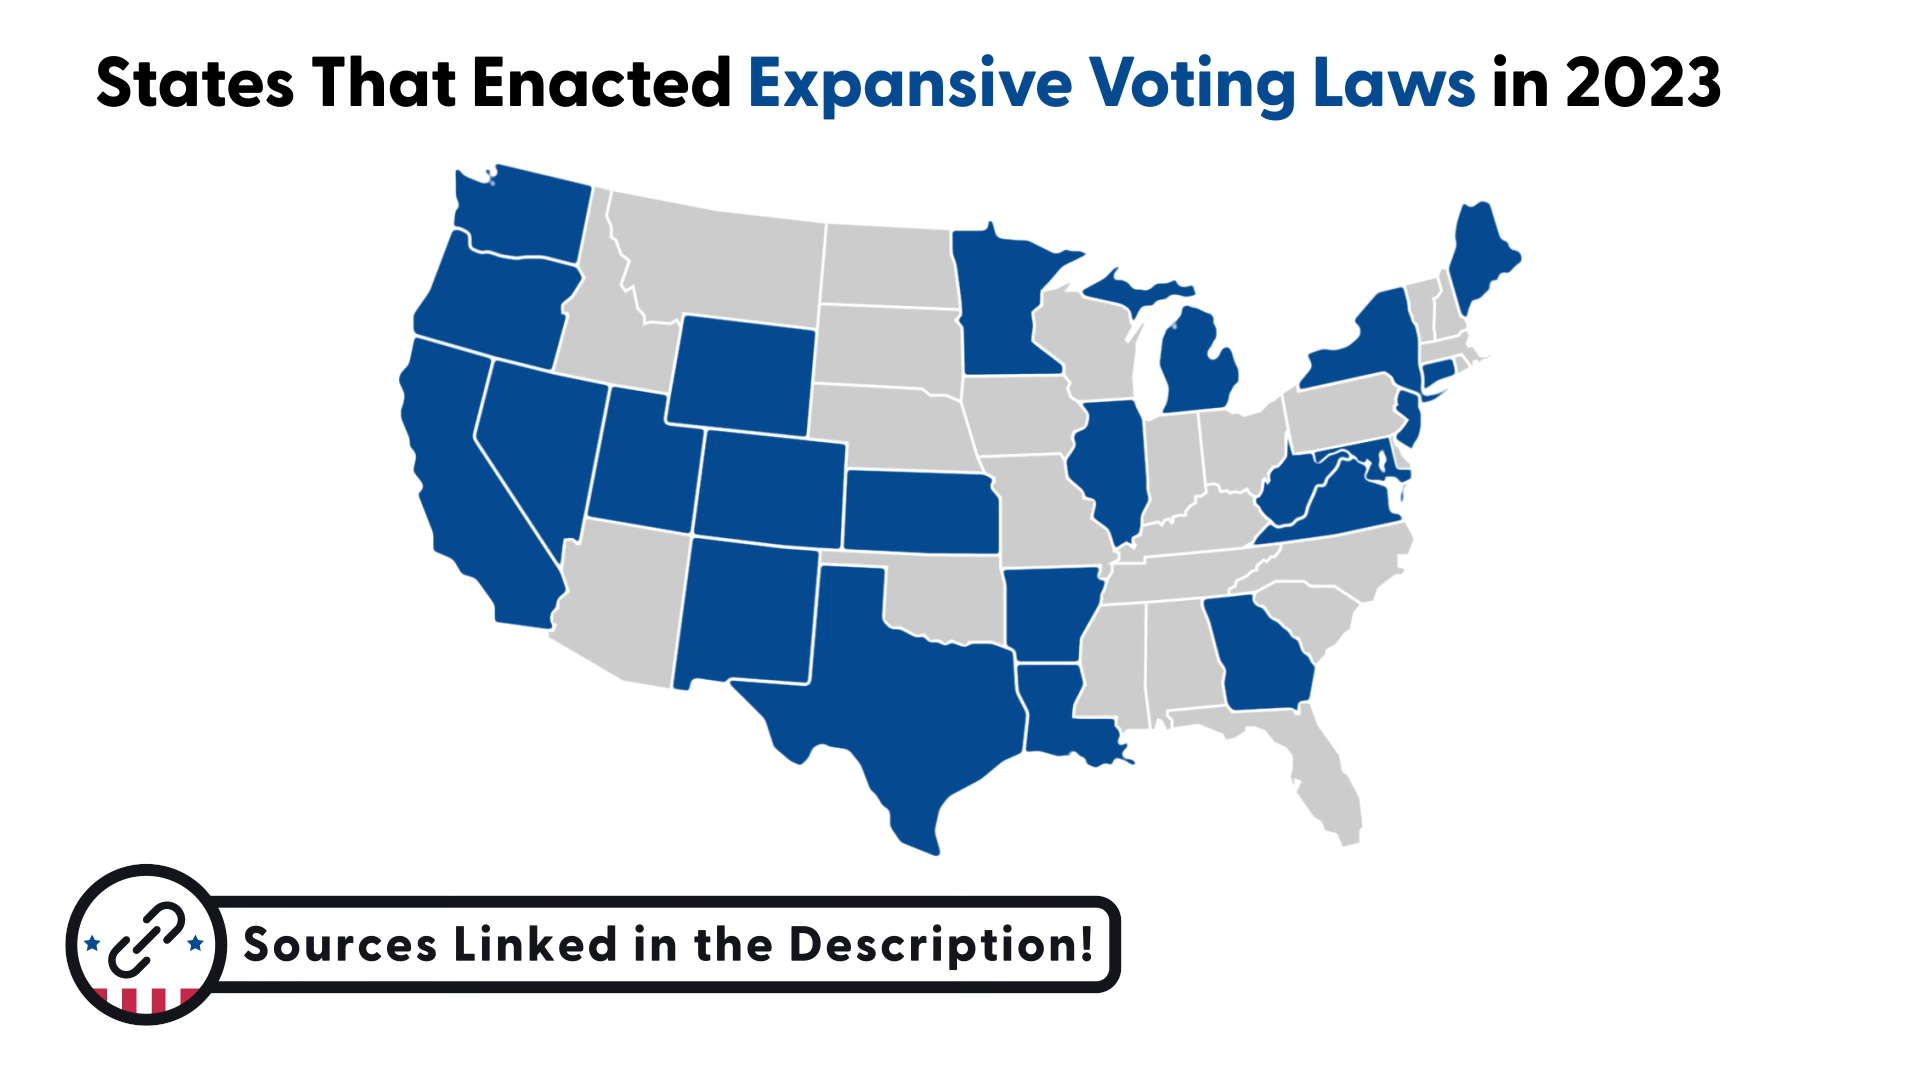 States That Enacted Expansive Voting Laws in 2023
Sources Linked in the Description!